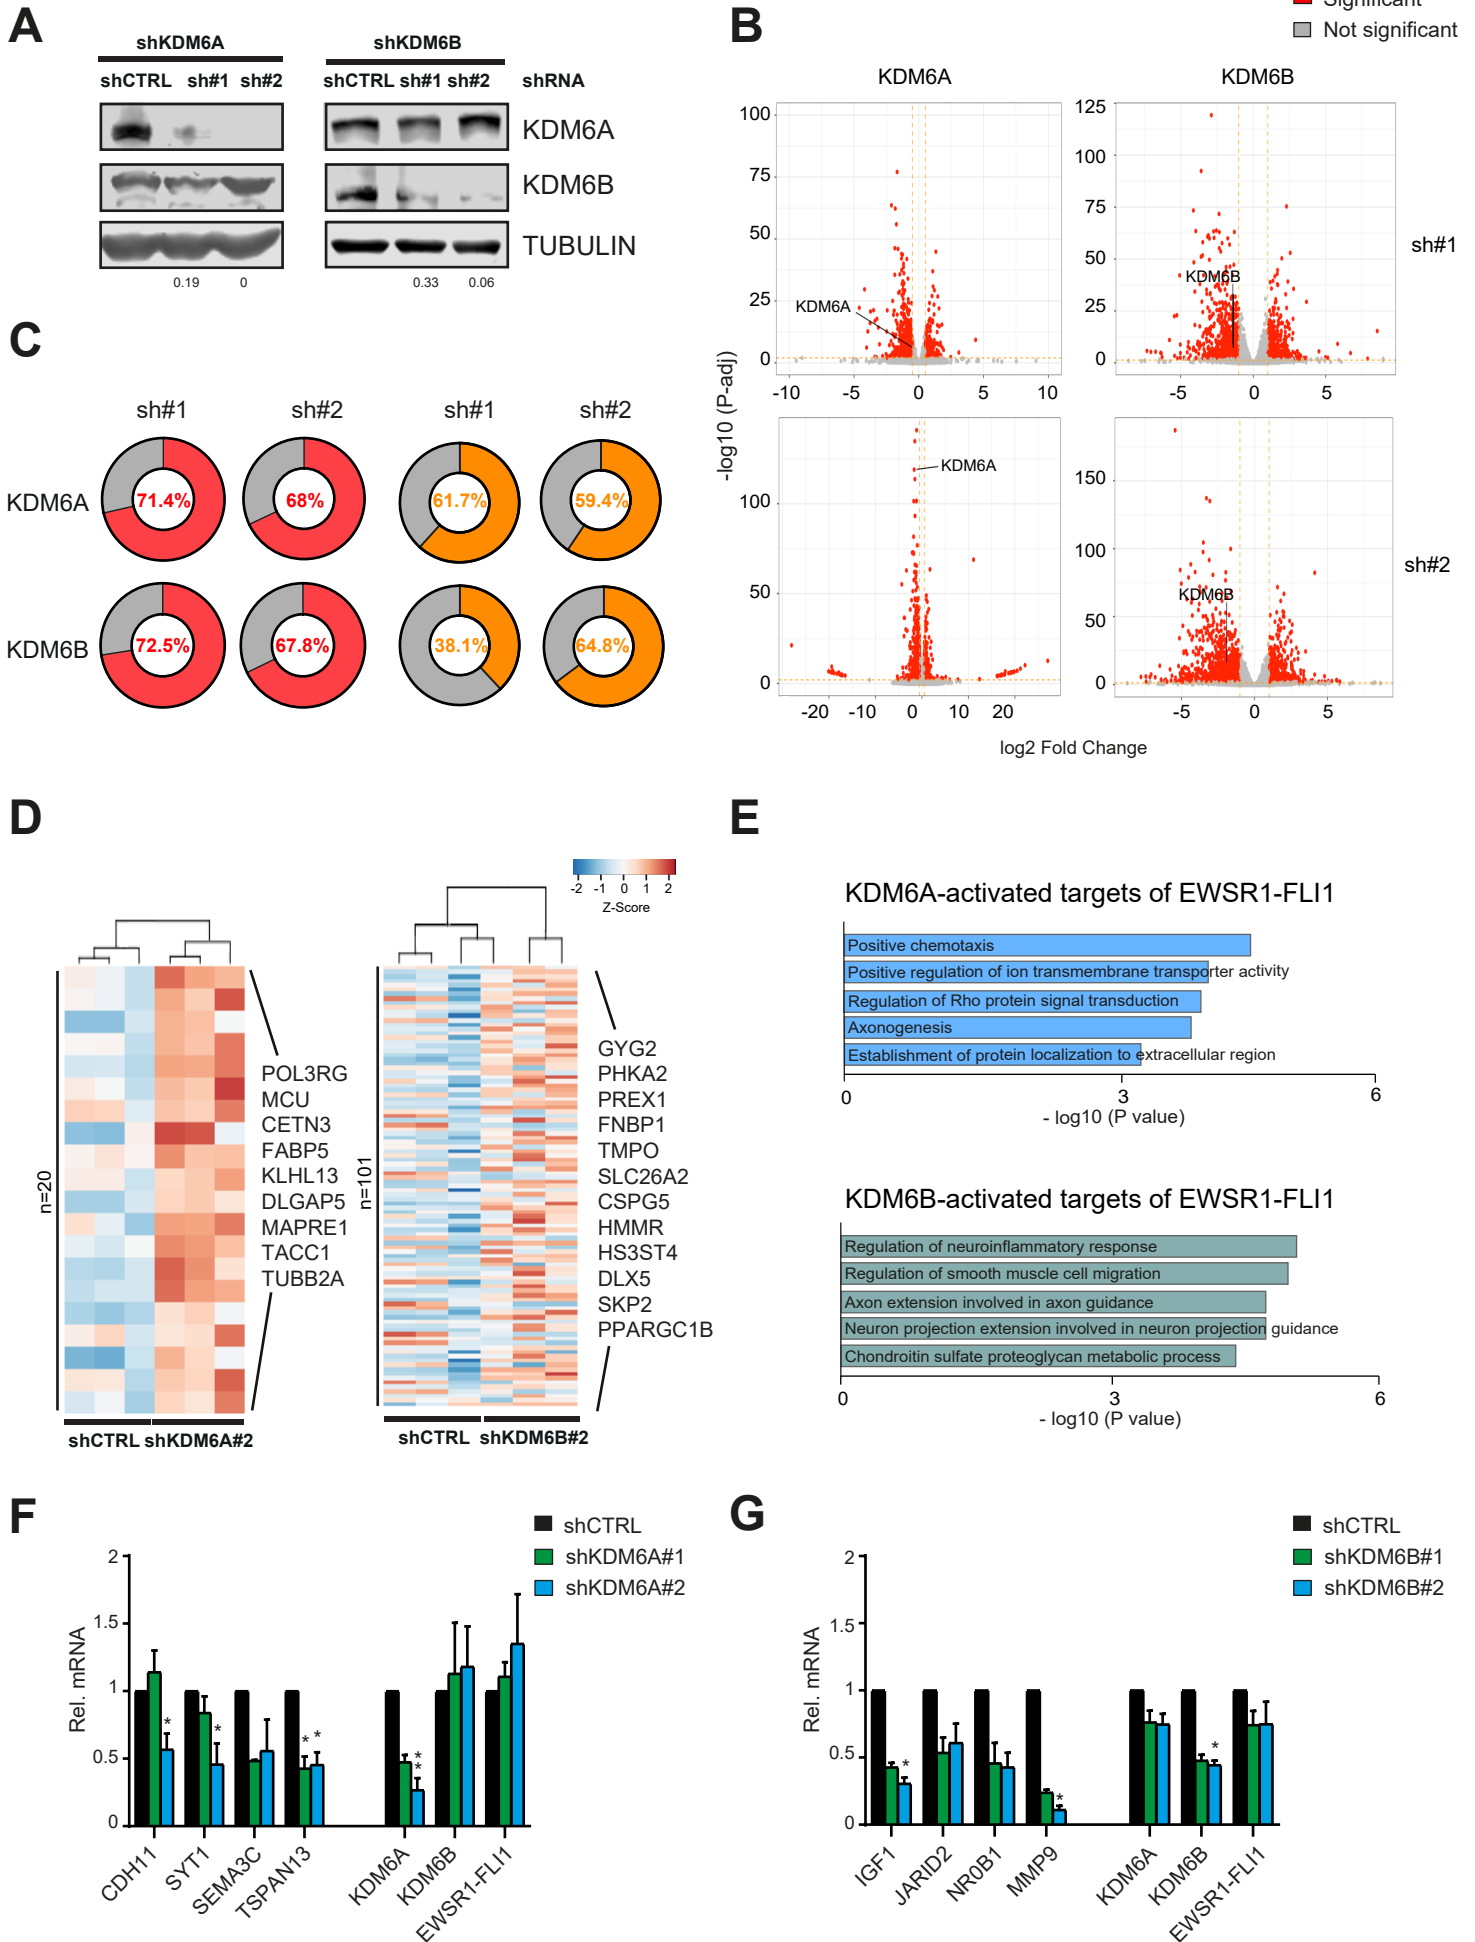 A
shKDM6A
shKDM6B
shCTRL sh#1 sh#2
shCTRL sh#1 sh#2
shRNA
KDM6A
KDM6B
TUBULIN
0.19 0
0.33 0.06
B
Significant
Not significant
KDM6A
KDM6B
100
75
50
25
0
KDM6A
-10 -5 0 5 10
125
100
75
50
25
0
KDM6B
-5 0 5
sh#1
-log10 (P-adj)
100
50
0
KDM6A
-20 -10 0 10 20
150
100
50
0
KDM6B
-5 0 5
sh#2
log2 Fold Change
C
sh#1 sh#2 sh#1 sh#2
KDM6A
71.4% 68% 61.7% 59.4%
KDM6B
72.5% 67.8% 38.1% 64.8%
D
-2 -1 0 1 2
Z-Score
n=20
POL3RG
MCU
CETN3
FABP5
KLHL13
DLGAP5
MAPRE1
TACC1
TUBB2A
shCTRL shKDM6A#2
n=101
GYG2
PHKA2
PREX1
FNBP1
TMPO
SLC26A2
CSPG5
HMMR
HS3ST4
DLX5
SKP2
PPARGC1B
shCTRL shKDM6B#2
E
KDM6A-activated targets of EWSR1-FLI1
Positive chemotaxis
Positive regulation of ion transmembrane transporter activity
Regulation of Rho protein signal transduction
Axonogenesis
Establishment of protein localization to extracellular region
0 3 6
- log10 (P value)
KDM6B-activated targets of EWSR1-FLI1
Regulation of neuroinflammatory response
Regulation of smooth muscle cell migration
Axon extension involved in axon guidance
Neuron projection extension involved in neuron projection guidance
Chondroitin sulfate proteoglycan metabolic process
0 3 6
- log10 (P value)
F
shCTRL
shKDM6A#1
shKDM6A#2
Rel. mRNA
2
1.5
1
0.5
0
* * * * * *
CDH11 SYT1 SEMA3C TSPAN13 KDM6A KDM6B EWSR1-FLI1
G
shCTRL
shKDM6B#1
shKDM6B#2
Rel. mRNA
2
1.5
1
0.5
0
* * *
IGF1 JARID2 NR0B1 MMP9 KDM6A KDM6B EWSR1-FLI1